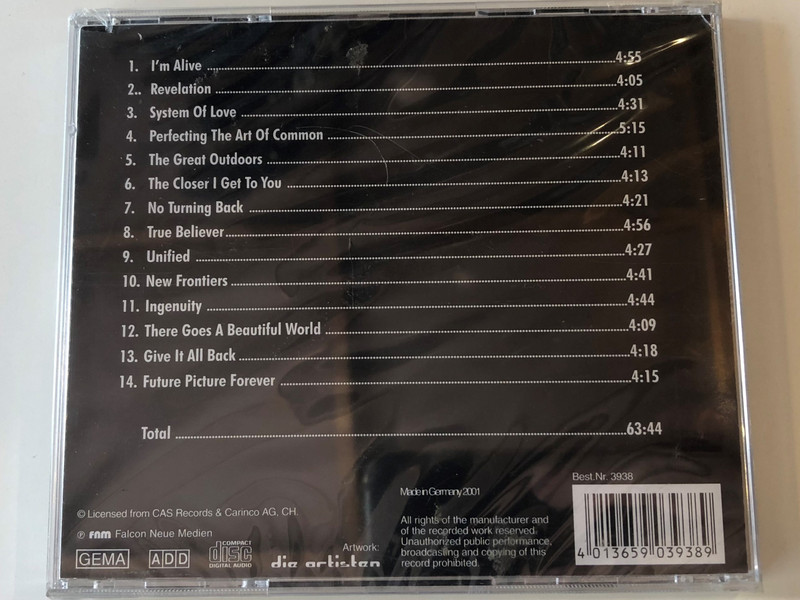 1. I'm Alive 4:55
2.. Revelation 4:05
3. System Of Love 4:31
4. Perfecting The Art Of Common 5:15
5. The Great Outdoors 4:11
6. The Closer I Get To You 4:13
7. No Turning Back 4:21
8. True Believer 4:56
9. Unified 4:27
10. New Frontiers 4:41
11. Ingenuity 4:44
12. There Goes A Beautiful World 4:09
13. Give It All Back 4:18
14. Future Picture Forever 4:15
Total 63:44
© Licensed from CAS Records & Carinco AG, CH.
℗ FNM Falcon Neue Medien
GEMA ADD COMPACT disc DIGITAL AUDIO
Artwork:
die artisten
Made in Germany 2001
All rights of the manufacturer and
of the recorded work reserved.
Unauthorized public performance,
broadcasting and copying of this
record prohibited.
Best.Nr. 3938
4 013659 039389